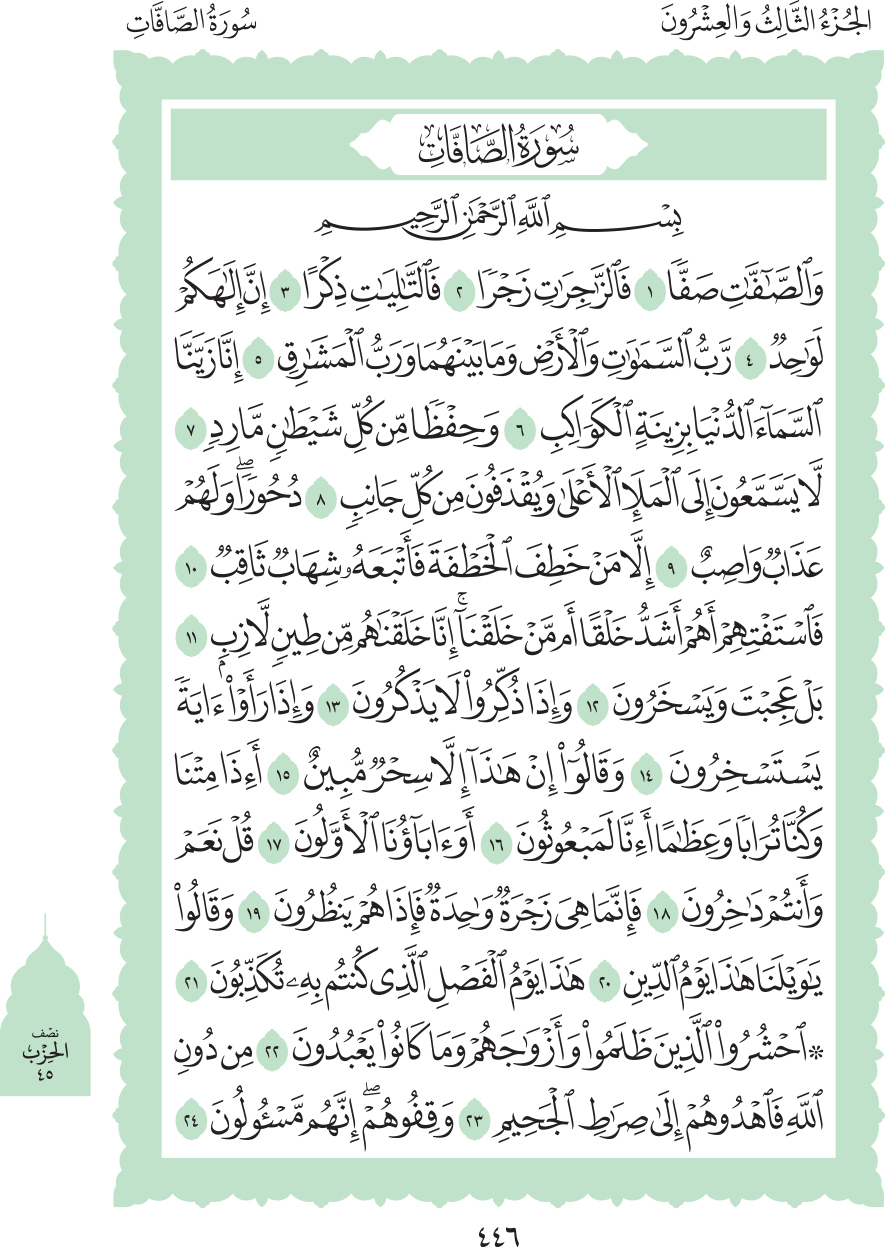 الجُزْءُ الثَّالِثُ وَالعِشْرُونَ
سُورَةُ الصَّافَّاتِ
سُورَةُ الصَّافَّاتِ
بِسْمِ ٱللَّهِ ٱلرَّحْمَٰنِ ٱلرَّحِيمِ
وَٱلصَّٰٓفَّٰتِ صَفًّا ١ فَٱلزَّٰجِرَٰتِ زَجْرًا ٢ فَٱلتَّٰلِيَٰتِ ذِكْرًا ٣ إِنَّ إِلَٰهَكُمْ
لَوَٰحِدٌ ٤ رَّبُّ ٱلسَّمَٰوَٰتِ وَٱلْأَرْضِ وَمَا بَيْنَهُمَا وَرَبُّ ٱلْمَشَٰرِقِ ٥ إِنَّا زَيَّنَّا
ٱلسَّمَآءَ ٱلدُّنْيَا بِزِينَةٍ ٱلْكَوَاكِبِ ٦ وَحِفْظًا مِّن كُلِّ شَيْطَٰنٍ مَّارِدٍ ٧
لَّا يَسَّمَّعُونَ إِلَى ٱلْمَلَإِ ٱلْأَعْلَىٰ وَيُقْذَفُونَ مِن كُلِّ جَانِبٍ ٨ دُحُورًا ۖ وَلَهُمْ
عَذَابٌ وَاصِبٌ ٩ إِلَّا مَنْ خَطِفَ ٱلْخَطْفَةَ فَأَتْبَعَهُۥ شِهَابٌ ثَاقِبٌ ١٠
فَٱسْتَفْتِهِمْ أَهُمْ أَشَدُّ خَلْقًا أَم مَّنْ خَلَقْنَآ ۚ إِنَّا خَلَقْنَٰهُم مِّن طِينٍ لَّازِبٍۭ ١١
بَلْ عَجِبْتَ وَيَسْخَرُونَ ١٢ وَإِذَا ذُكِّرُوا۟ لَا يَذْكُرُونَ ١٣ وَإِذَا رَأَوْا۟ ءَايَةً
يَسْتَسْخِرُونَ ١٤ وَقَالُوٓا۟ إِنْ هَٰذَآ إِلَّا سِحْرٌ مُّبِينٌ ١٥ أَءِذَا مِتْنَا
وَكُنَّا تُرَابًا وَعِظَٰمًا أَءِنَّا لَمَبْعُوثُونَ ١٦ أَوَءَابَآؤُنَا ٱلْأَوَّلُونَ ١٧ قُلْ نَعَمْ
وَأَنتُمْ دَٰخِرُونَ ١٨ فَإِنَّمَا هِىَ زَجْرَةٌ وَٰحِدَةٌ فَإِذَا هُمْ يَنظُرُونَ ١٩ وَقَالُوا۟
يَٰوَيْلَنَا هَٰذَا يَوْمُ ٱلدِّينِ ٢٠ هَٰذَا يَوْمُ ٱلْفَصْلِ ٱلَّذِى كُنتُم بِهِۦ تُكَذِّبُونَ ٢١
* ٱحْشُرُوا۟ ٱلَّذِينَ ظَلَمُوا۟ وَأَزْوَٰجَهُمْ وَمَا كَانُوا۟ يَعْبُدُونَ ٢٢ مِن دُونِ
ٱللَّهِ فَٱهْدُوهُمْ إِلَىٰ صِرَٰطِ ٱلْجَحِيمِ ٢٣ وَقِفُوهُمْ ۖ إِنَّهُم مَّسْـُٔولُونَ ٢٤
نصف
الحِزْب
٤٥
٤٤٦